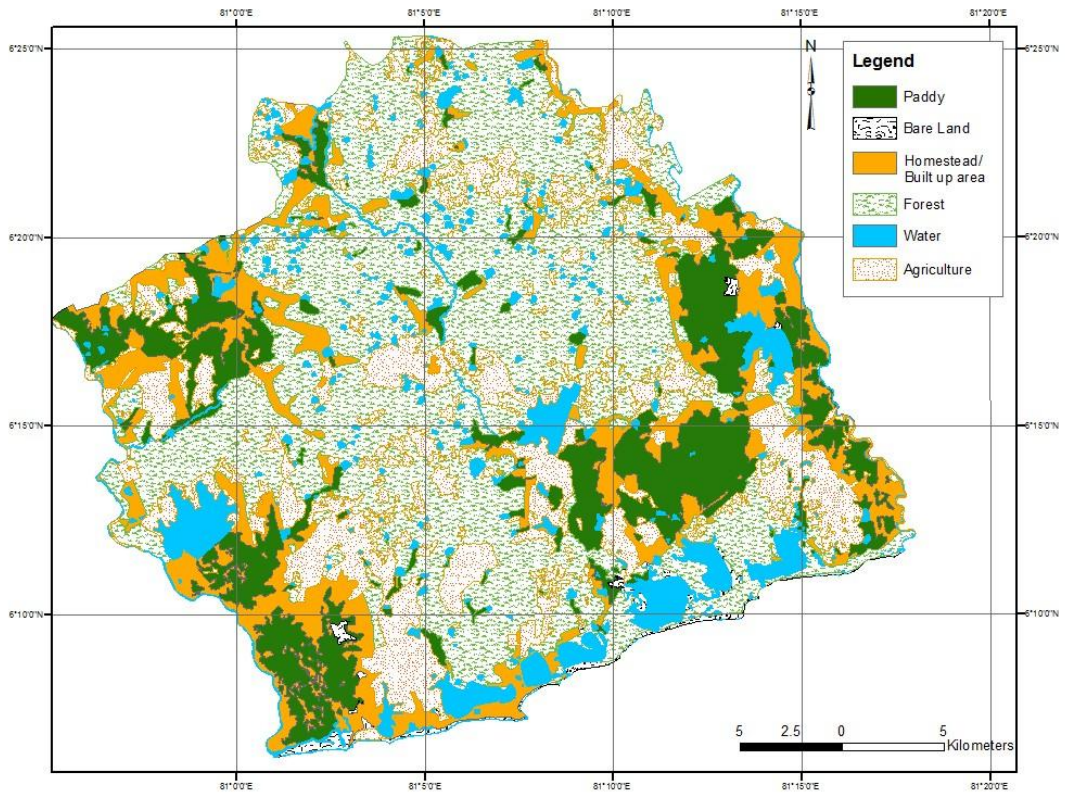 81°0'0"E 81°5'0"E 81°10'0"E 81°15'0"E 81°20'0"E
6°25'0"N 6°25'0"N
N
Legend
Paddy
Bare Land
Homestead/
Built up area
Forest
Water
Agriculture
6°20'0"N 6°20'0"N
6°15'0"N 6°15'0"N
6°10'0"N 6°10'0"N
5 2.5 0 5
Kilometers
81°0'0"E 81°5'0"E 81°10'0"E 81°15'0"E 81°20'0"E